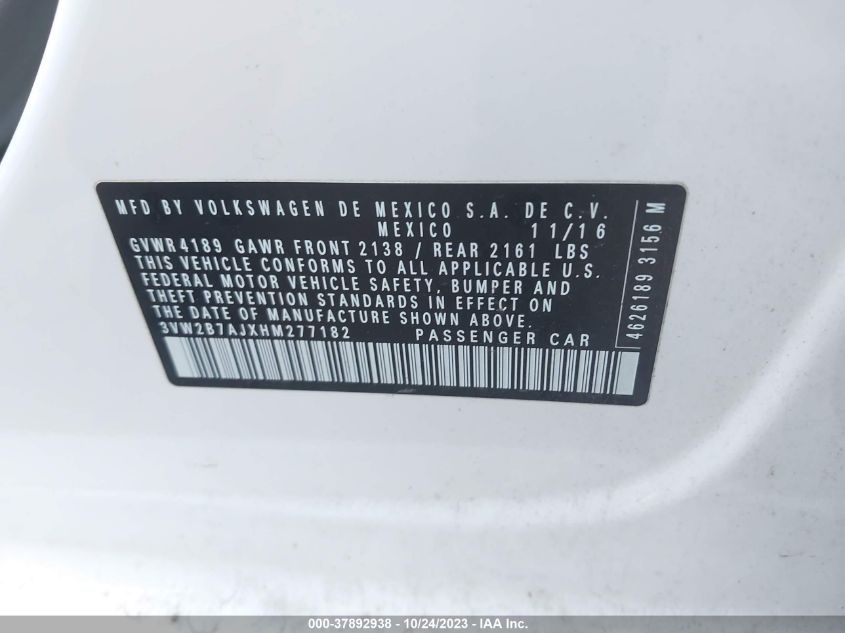 MFD BY VOLKSWAGEN DE MEXICO S.A. DE C.V.
MEXICO 11/16
GVWR 4189 GAWR FRONT 2138 / REAR 2161 LBS
THIS VEHICLE CONFORMS TO ALL APPLICABLE U.S.
FEDERAL MOTOR VEHICLE SAFETY, BUMPER AND
THEFT PREVENTION STANDARDS IN EFFECT ON
THE DATE OF MANUFACTURE SHOWN ABOVE.
3VW2B7AJXHM277182 PASSENGER CAR
4626189 3156 M
000-37892938 - 10/24/2023 - © IAA Inc.